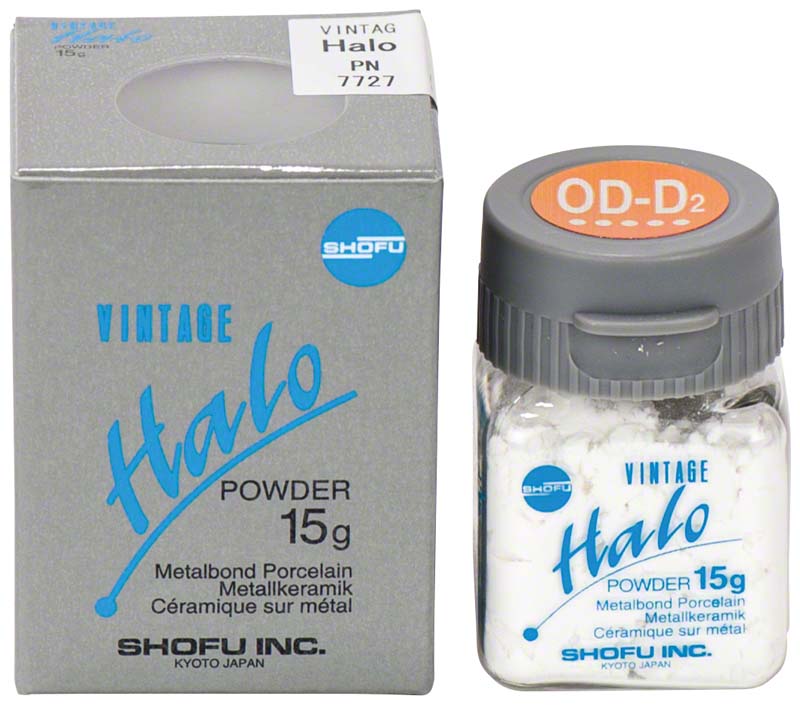 VINTAGE
Halo
POWDER
15g
VINTAG
Halo
PN
7727
SHOFU
VINTAGE
Halo
POWDER
15g
Metalbond Porcelain
Metallkeramik
Céramique sur métal
SHOFU INC.
KYOTO JAPAN
OD-D2
SHOFU
VINTAGE
Halo
POWDER 15g
Metalbond Porcelain
Metallkeramik
Céramique sur métal
SHOFU INC.
KYOTO JAPAN